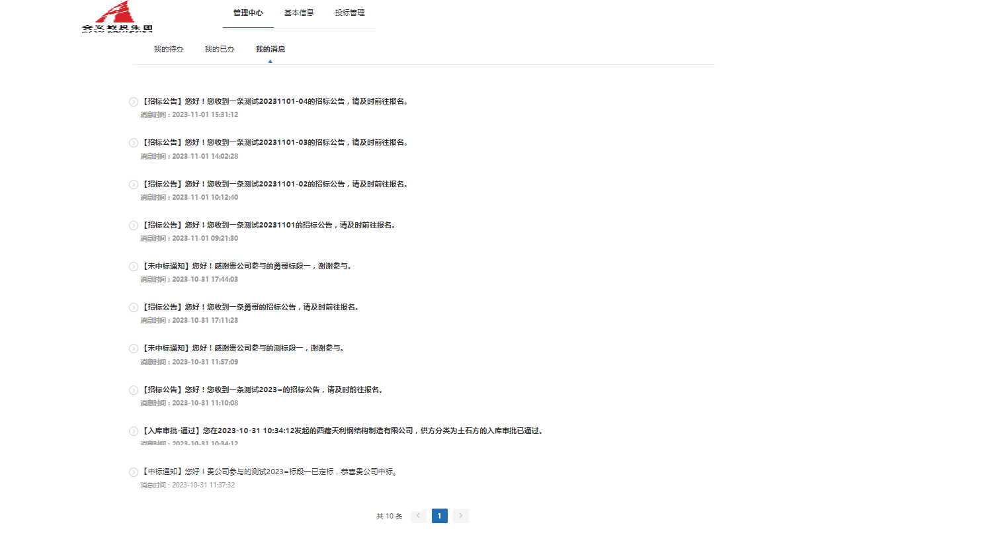 管理中心 基本信息 投标管理
我的待办 我的已办 我的消息
【招标公告】您好！您收到一条测试20231101-04的招标公告，请及时前往报名。
消息时间：2023-11-01 15:31:12
【招标公告】您好！您收到一条测试20231101-03的招标公告，请及时前往报名。
消息时间：2023-11-01 14:02:28
【招标公告】您好！您收到一条测试20231101-02的招标公告，请及时前往报名。
消息时间：2023-11-01 10:12:40
【招标公告】您好！您收到一条测试20231101的招标公告，请及时前往报名。
消息时间：2023-11-01 09:21:30
【未中标通知】您好！感谢贵公司参与的勇哥标段一，谢谢参与。
消息时间：2023-10-31 17:44:03
【招标公告】您好！您收到一条勇哥的招标公告，请及时前往报名。
消息时间：2023-10-31 17:11:23
【未中标通知】您好！感谢贵公司参与的测标段一，谢谢参与。
消息时间：2023-10-31 11:57:09
【招标公告】您好！您收到一条测试2023=的招标公告，请及时前往报名。
消息时间：2023-10-31 11:10:08
【入库审批-通过】您在2023-10-31 10:34:12发起的西藏天利钢结构制造有限公司，供方分类为土石方的入库审批已通过。
消息时间：2023-10-31 10:34:12
【中标通知】您好！贵公司参与的测试2023=标段一已定标，恭喜贵公司中标。
消息时间：2023-10-31 11:37:32
共 10 条 1